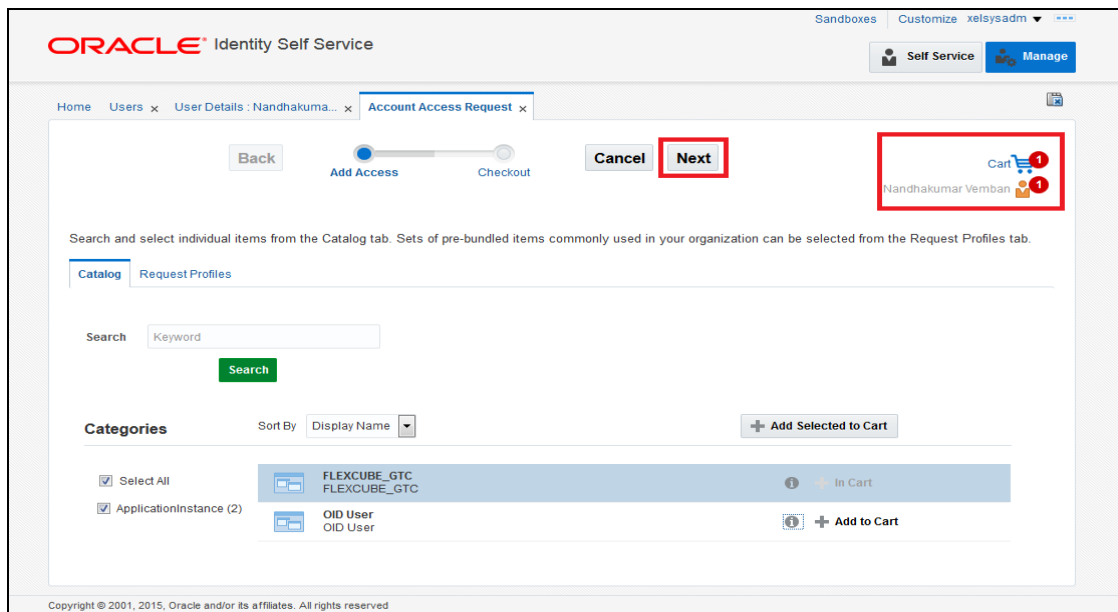 Sandboxes Customize xelsysadm
ORACLE Identity Self Service
Self Service Manage
Home Users x User Details : Nandhakuma... x Account Access Request x
Back Add Access Checkout Cancel Next
Cart 1
Nandhakumar Vemban 1
Search and select individual items from the Catalog tab. Sets of pre-bundled items commonly used in your organization can be selected from the Request Profiles tab.
Catalog Request Profiles
Search Keyword
Search
Categories Sort By Display Name Add Selected to Cart
Select All
FLEXCUBE_GTC
FLEXCUBE_GTC
In Cart
ApplicationInstance (2)
OID User
OID User
Add to Cart
Copyright © 2001, 2015, Oracle and/or its affiliates. All rights reserved